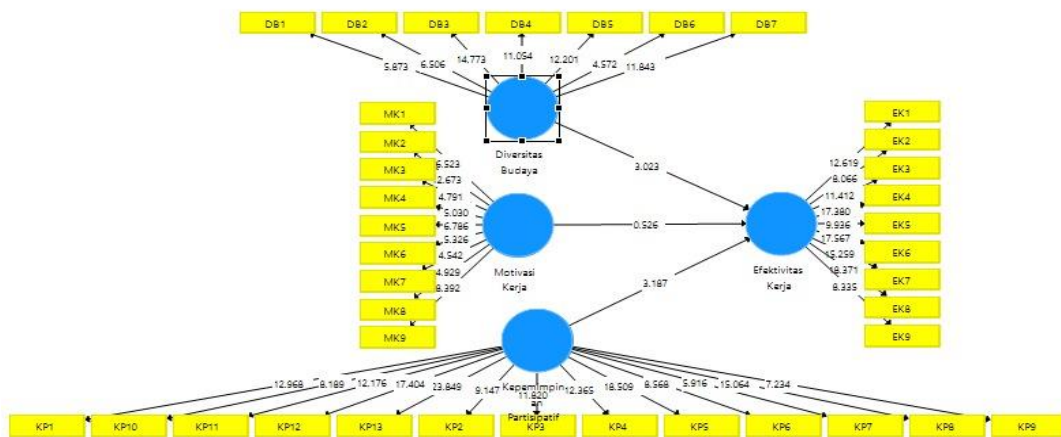 DB1 DB2 DB3 DB4 DB5 DB6 DB7
5.873 6.506 14.773 11.054 12.201 4.572 11.843
Diversitas
Budaya
MK1
MK2
MK3
MK4
MK5
MK6
MK7
MK8
MK9
4.791
5.030
6.786
5.326
4.542
4.929
Motivasi
Kerja
3.023
0.526
3.187
Efektivitas
Kerja
12.619
8.066
11.412
17.380
9.936
17.567
15.259
18.371
8.335
EK1
EK2
EK3
EK4
EK5
EK6
EK7
EK8
EK9
Kepemimpin
an
Partisipatif
12.968 8.189 12.176 17.404 23.849 9.147 11.820 12.365 18.509 8.568 5.916 15.064 7.234
KP1 KP10 KP11 KP12 KP13 KP2 KP3 KP4 KP5 KP6 KP7 KP8 KP9